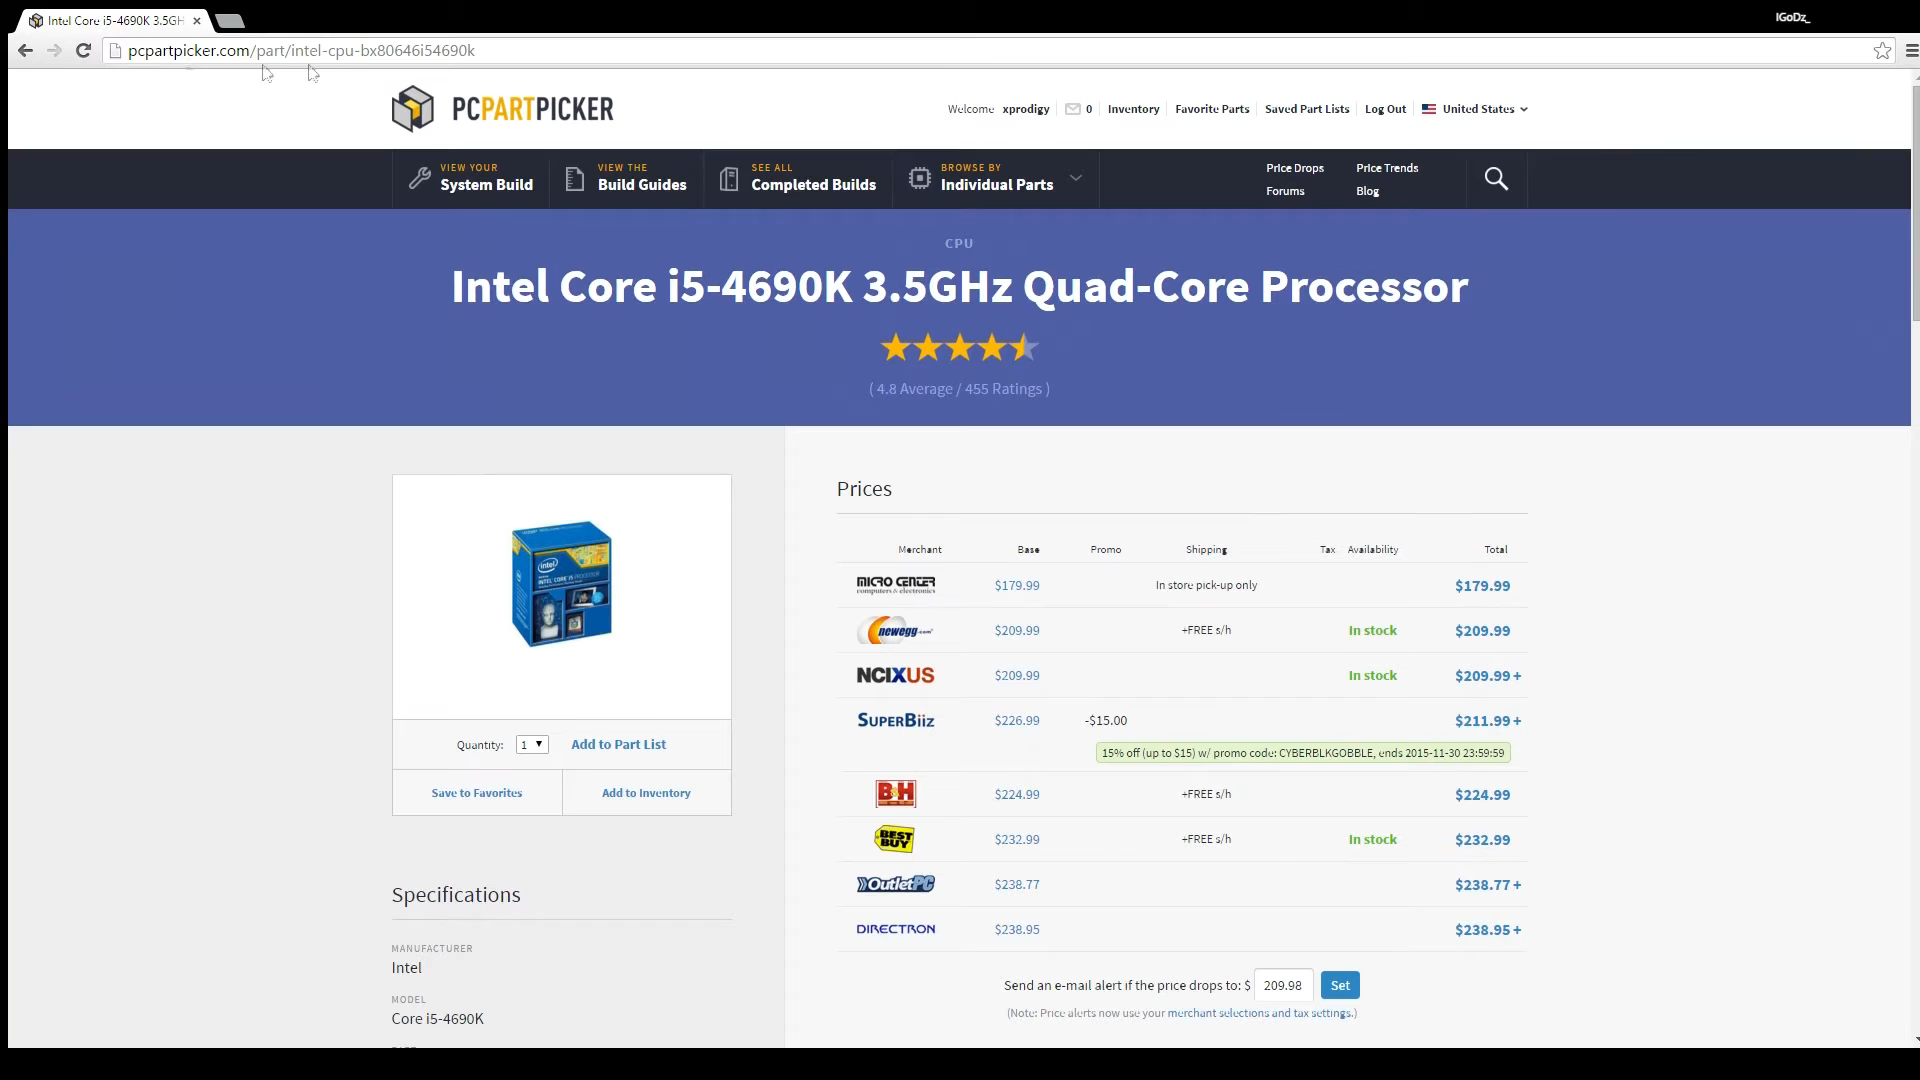 IGoDz_
Intel Core i5-4690K 3.5GH
pcpartpicker.com/part/intel-cpu-bx80646i54690k
PCPARTPICKER
Welcome xprodigy 0 Inventory Favorite Parts Saved Part Lists Log Out United States
VIEW YOUR
System Build
VIEW THE
Build Guides
SEE ALL
Completed Builds
BROWSE BY
Individual Parts
Price Drops Price Trends
Forums Blog
CPU
Intel Core i5-4690K 3.5GHz Quad-Core Processor
( 4.8 Average / 455 Ratings )
intel
INTEL CORE i5 PROCESSOR
Quantity: 1 Add to Part List
Save to Favorites Add to Inventory
Specifications
MANUFACTURER
Intel
MODEL
Core i5-4690K
Prices
Merchant Base Promo Shipping Tax Availability Total
MICRO CENTER computers & electronics $179.99 In store pick-up only $179.99
newegg.com $209.99 +FREE s/h In stock $209.99
NCIXUS $209.99 In stock $209.99 +
SUPERBIIZ $226.99 -$15.00 $211.99 +
15% off (up to $15) w/ promo code: CYBERBLKGOBBLE, ends 2015-11-30 23:59:59
B&H $224.99 +FREE s/h $224.99
BEST BUY $232.99 +FREE s/h In stock $232.99
OutletPC $238.77 $238.77 +
DIRECTRON $238.95 $238.95 +
Send an e-mail alert if the price drops to: $ 209.98 Set
(Note: Price alerts now use your merchant selections and tax settings.)